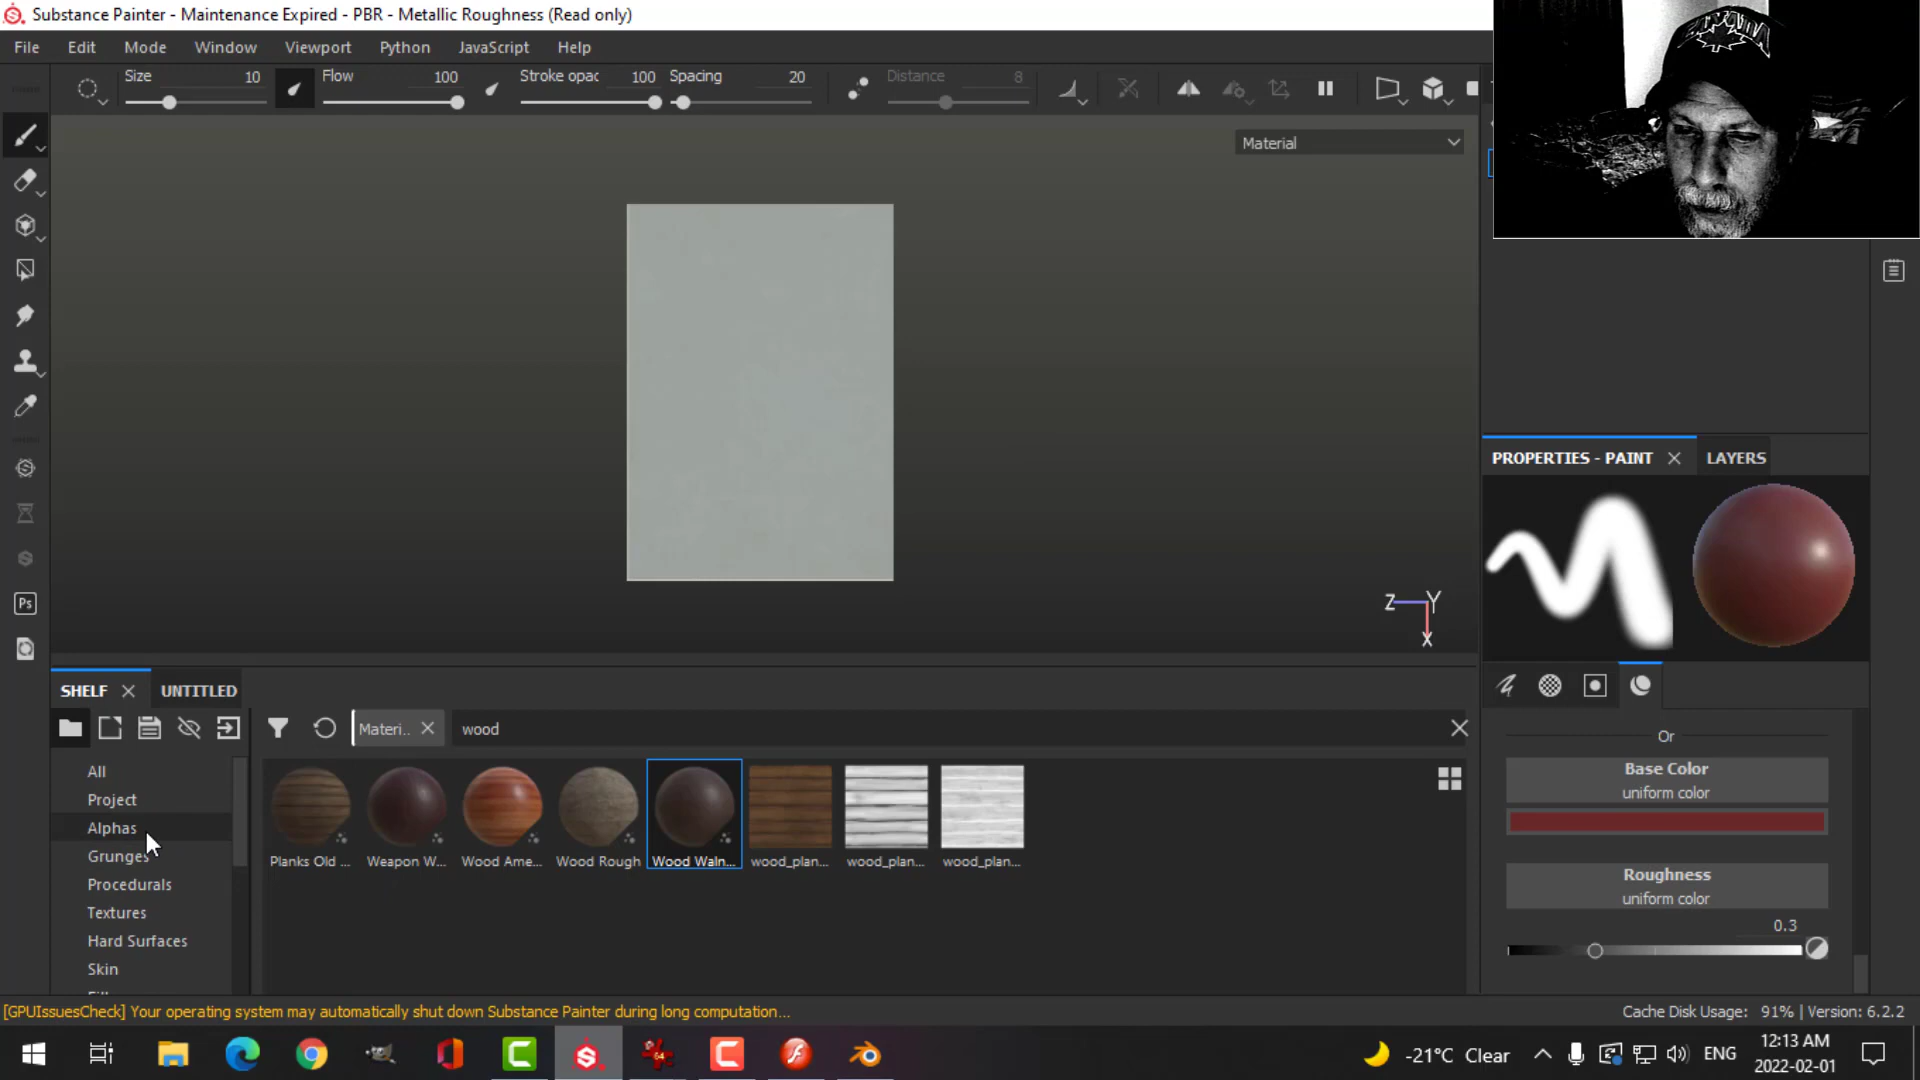 Substance Painter - Maintenance Expired - PBR - Metallic Roughness (Read only)
File Edit Mode Window Viewport Python JavaScript Help
Size 10 Flow 100 Stroke opac 100 Spacing 20 Distance 8
Material
Z Y
X
PROPERTIES - PAINT LAYERS
Ps
SHELF UNTITLED
Materi.. wood
All
Project
Alphas
Grunges
Procedurals
Textures
Hard Surfaces
Skin
Planks Old ... Weapon W... Wood Ame... Wood Rough Wood Waln... wood_plan... wood_plan... wood_plan...
Or
Base Color
uniform color
Roughness
uniform color
0.3
[GPUIssuesCheck] Your operating system may automatically shut down Substance Painter during long computation...
Cache Disk Usage: 91% | Version: 6.2.2
-21°C Clear ENG 12:13 AM
2022-02-01